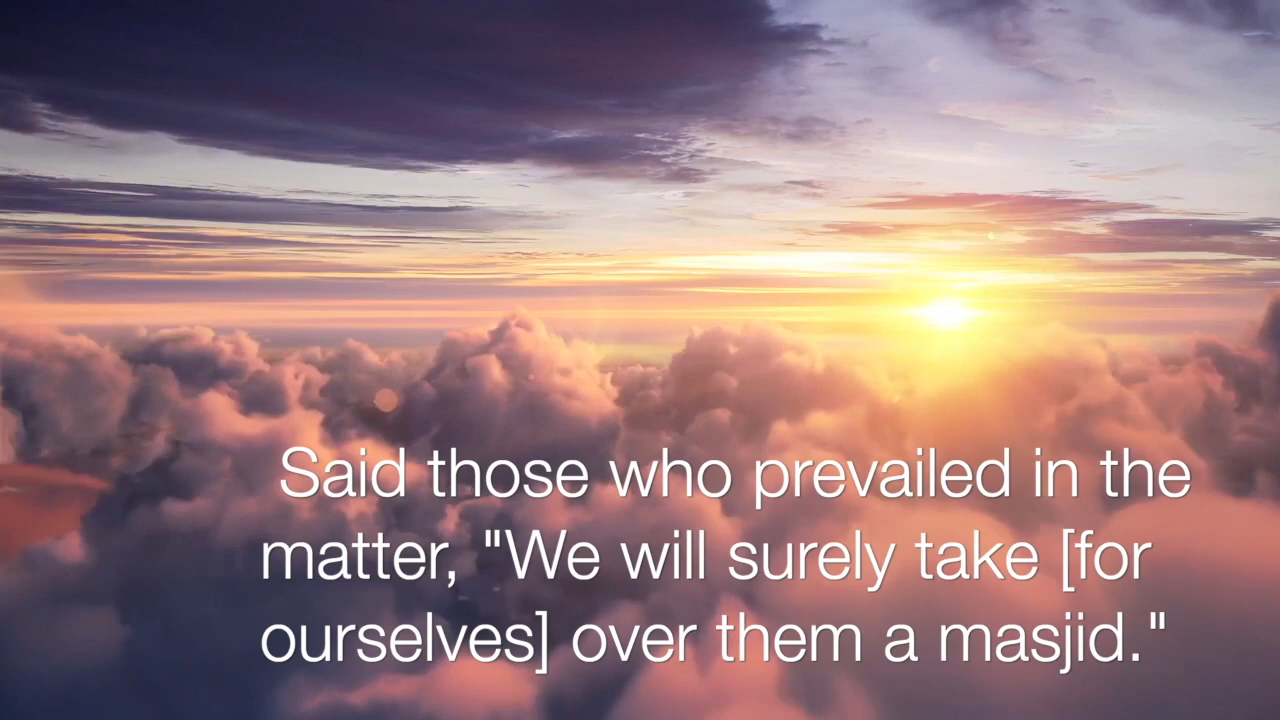 Said those who prevailed in the
matter, "We will surely take [for
ourselves] over them a masjid."